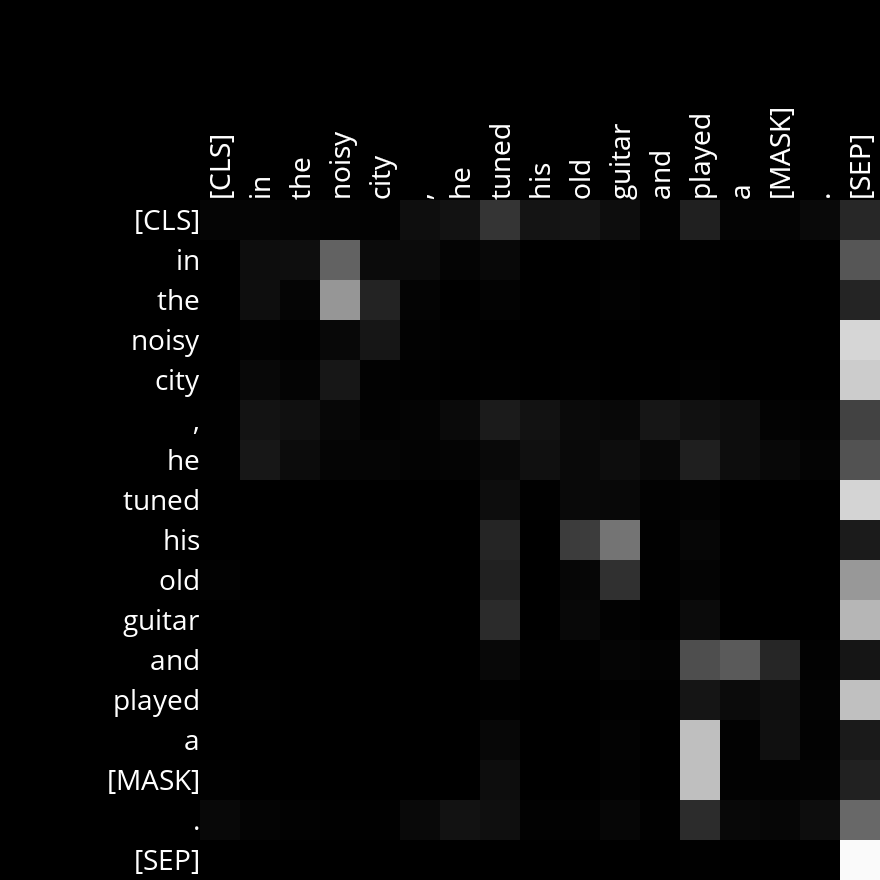 [CLS] in the noisy city , he tuned his old guitar and played a [MASK] . [SEP]
[CLS]
in
the
noisy
city
,
he
tuned
his
old
guitar
and
played
a
[MASK]
.
[SEP]